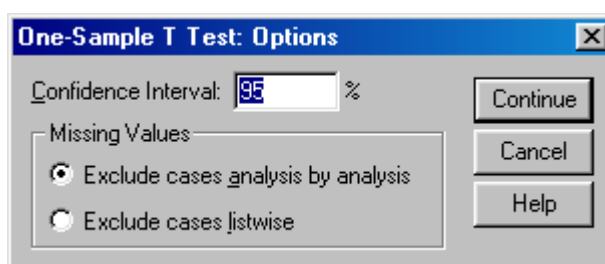 One-Sample T Test: Options
Confidence Interval: 95 %
Continue
Missing Values
Cancel
Exclude cases analysis by analysis
Help
Exclude cases listwise